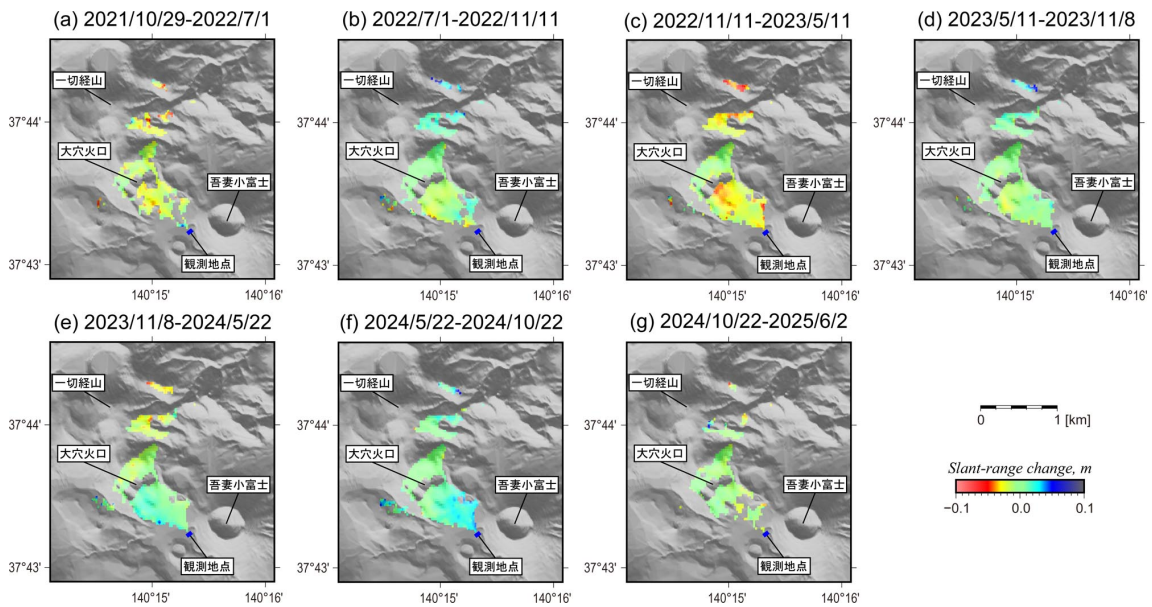 (a) 2021/10/29-2022/7/1
(b) 2022/7/1-2022/11/11
(c) 2022/11/11-2023/5/11
(d) 2023/5/11-2023/11/8
一切経山
一切経山
一切経山
一切経山
37°44'
37°44'
37°44'
37°44'
大穴火口
大穴火口
大穴火口
大穴火口
吾妻小富士
吾妻小富士
吾妻小富士
吾妻小富士
37°43'
観測地点
37°43'
観測地点
37°43'
観測地点
37°43'
観測地点
140°15'
140°16'
140°15'
140°16'
140°15'
140°16'
140°15'
140°16'
(e) 2023/11/8-2024/5/22
(f) 2024/5/22-2024/10/22
(g) 2024/10/22-2025/6/2
一切経山
一切経山
一切経山
37°44'
37°44'
37°44'
大穴火口
大穴火口
大穴火口
吾妻小富士
吾妻小富士
吾妻小富士
37°43'
観測地点
37°43'
観測地点
37°43'
観測地点
140°15'
140°16'
140°15'
140°16'
140°15'
140°16'
0 1 [km]
Slant-range change, m
−0.1 0.0 0.1